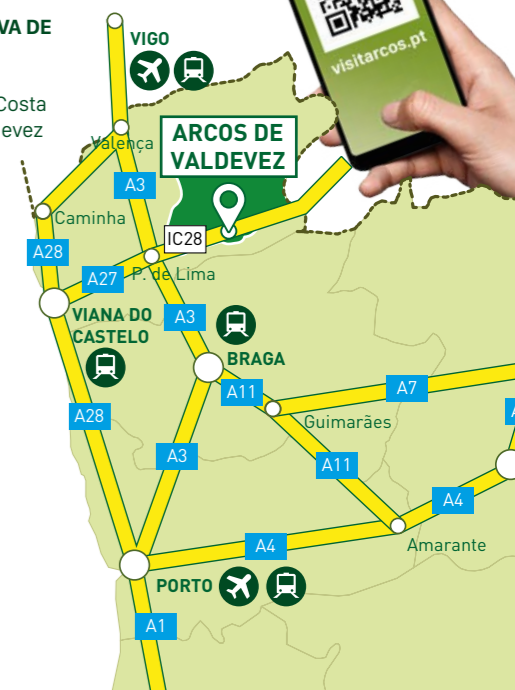 VA DE
Costa
evez
visitarcos.pt
VIGO
Valença
ARCOS DE
VALDEVEZ
A3
Caminha
IC28
A28
A27
P. de Lima
VIANA DO
CASTELO
A3
BRAGA
A11
A7
Guimarães
A28
A3
A11
A4
A4
Amarante
PORTO
A1